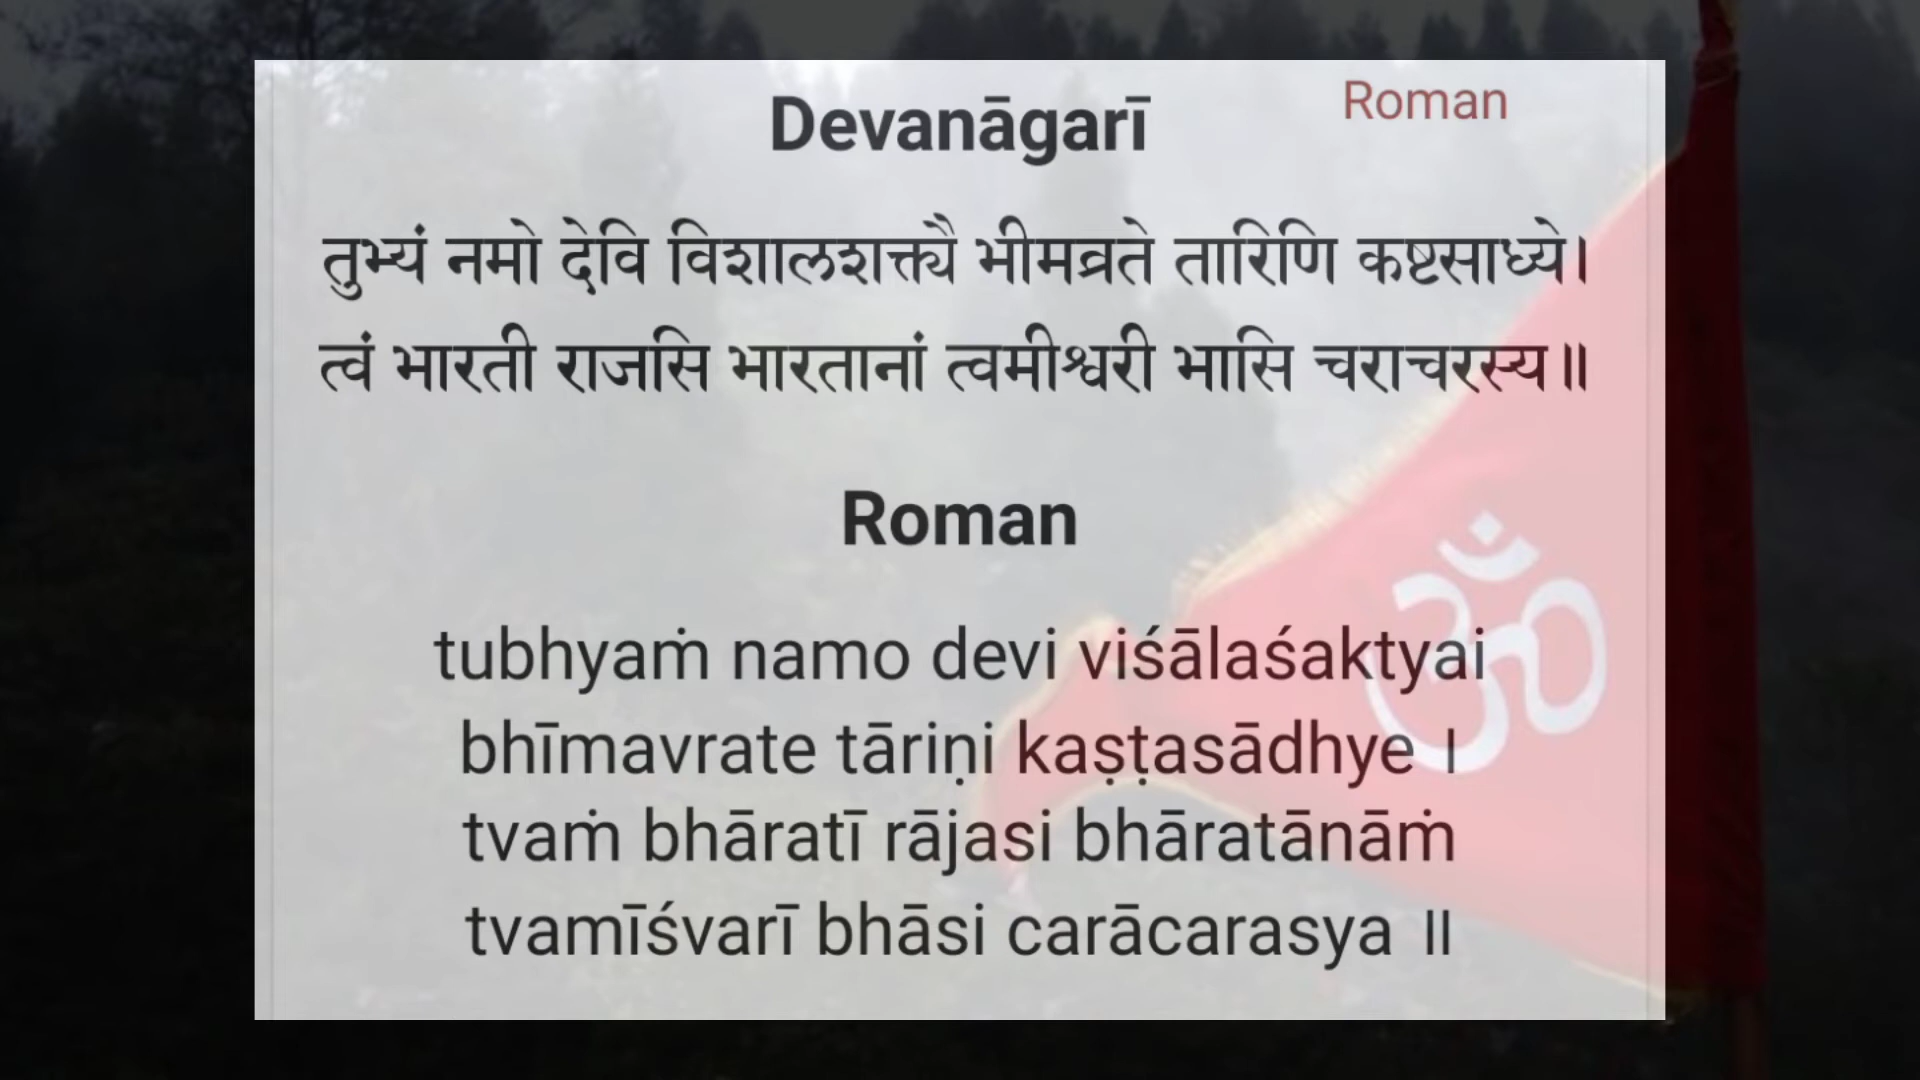 Roman
Devanāgarī
तुभ्यं नमो देवि विशालशक्त्यै भीमव्रते तारिणि कष्टसाध्ये।
त्वं भारती राजसि भारतानां त्वमीश्वरी भासि चराचरस्य॥
Roman
tubhyaṁ namo devi viśālaśaktyai
bhīmavrate tāriṇi kaṣṭasādhye ।
tvaṁ bhāratī rājasi bhāratānāṁ
tvamīśvarī bhāsi carācarasya ॥
ॐ